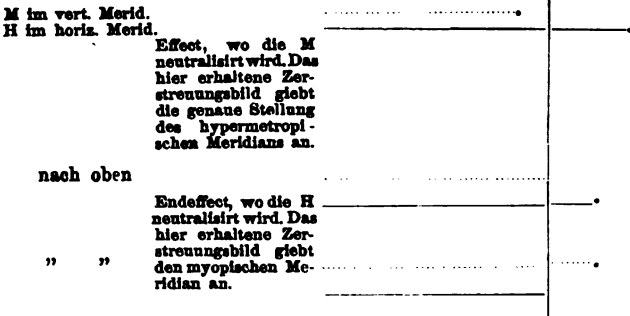 M im vert. Merid.
H im horiz. Merid.
Effect, wo die M
neutralisirt wird. Das
hier erhaltene Zer-
streuungsbild giebt
die genaue Stellung
des hypermetropi-
schen Meridians an.
nach oben
Endeffect, wo die H
neutralisirt wird. Das
hier erhaltene Zer-
streuungsbild giebt
„ „ den myopischen Me-
ridian an.